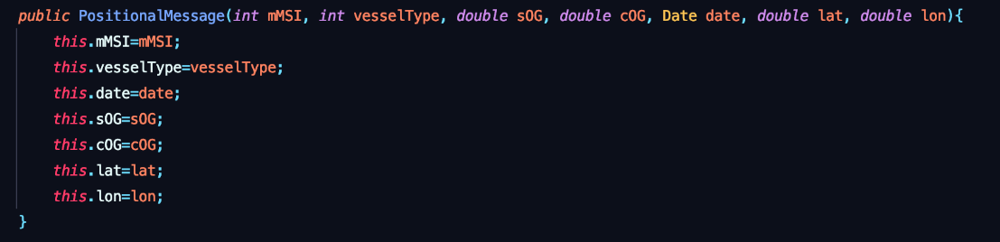 public PositionalMessage(int mMSI, int vesselType, double sOG, double cOG, Date date, double lat, double lon){
    this.mMSI=mMSI;
    this.vesselType=vesselType;
    this.date=date;
    this.sOG=sOG;
    this.cOG=cOG;
    this.lat=lat;
    this.lon=lon;
}